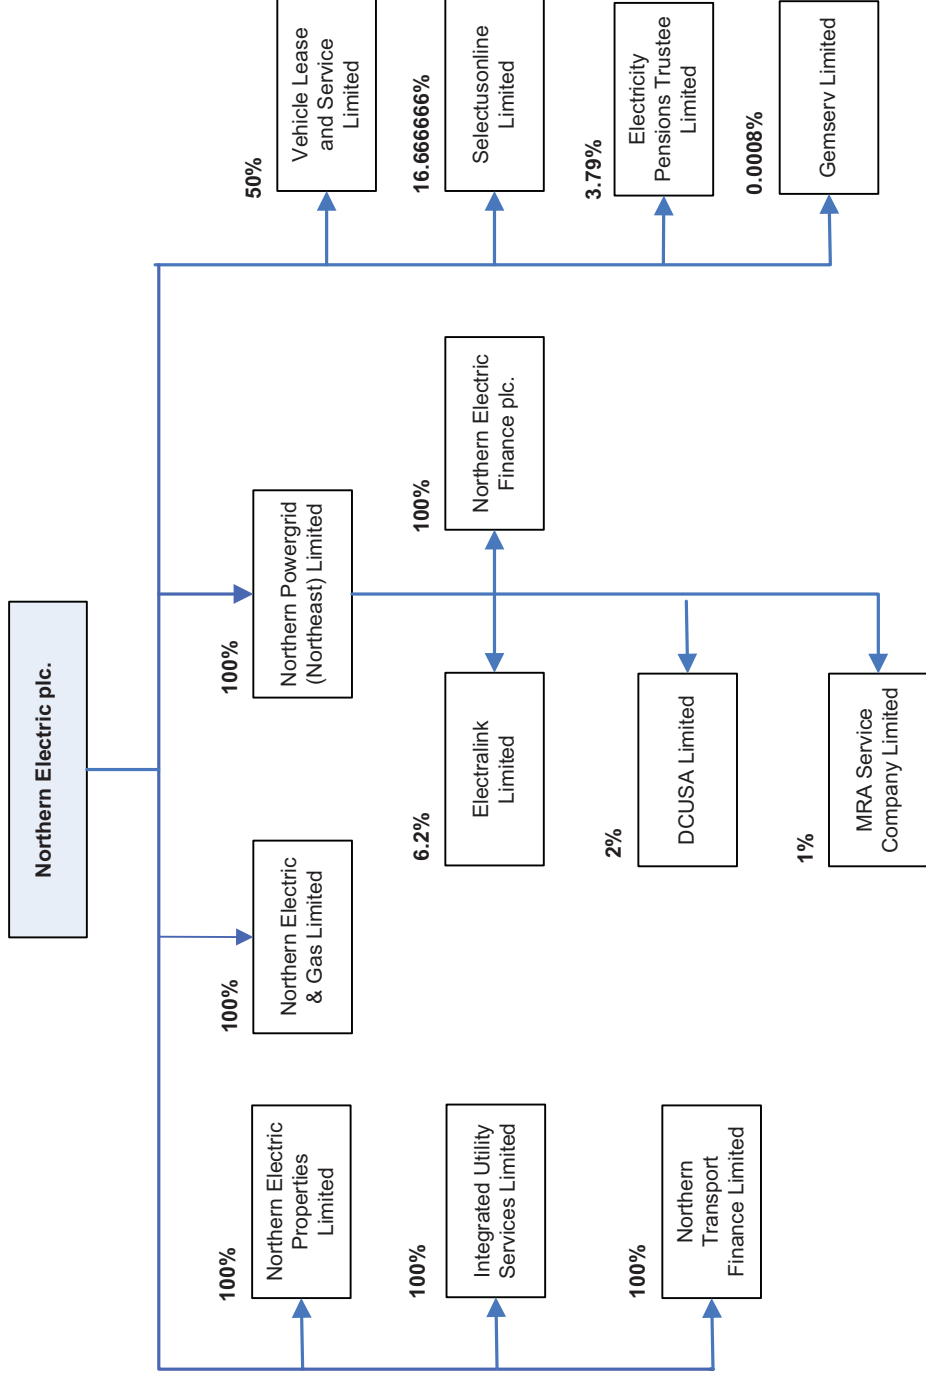 Northern Electric plc.
100%
Northern Electric
Properties
Limited
100%
Northern Electric
& Gas Limited
100%
Northern Powergrid
(Northeast) Limited
50%
Vehicle Lease
and Service
Limited
100%
Integrated Utility
Services Limited
6.2%
Electralink
Limited
100%
Northern Electric
Finance plc.
16.666666%
Selectusonline
Limited
100%
Northern
Transport
Finance Limited
2%
DCUSA Limited
3.79%
Electricity
Pensions Trustee
Limited
1%
MRA Service
Company Limited
0.0008%
Gemserv Limited